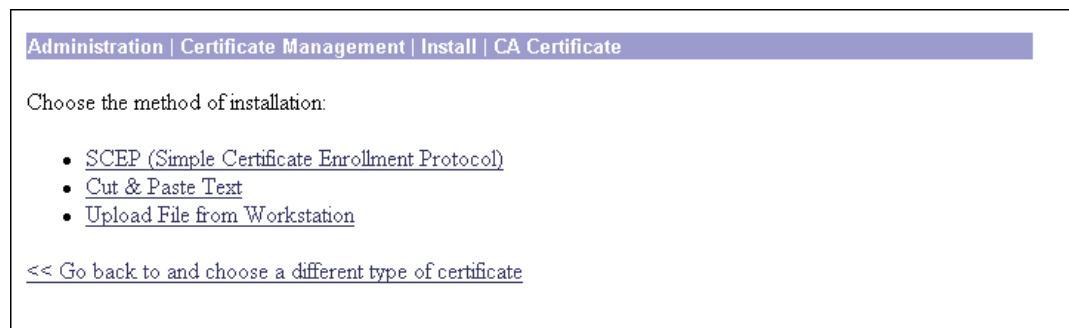 Administration | Certificate Management | Install | CA Certificate
Choose the method of installation:
• SCEP (Simple Certificate Enrollment Protocol)
• Cut & Paste Text
• Upload File from Workstation
<< Go back to and choose a different type of certificate